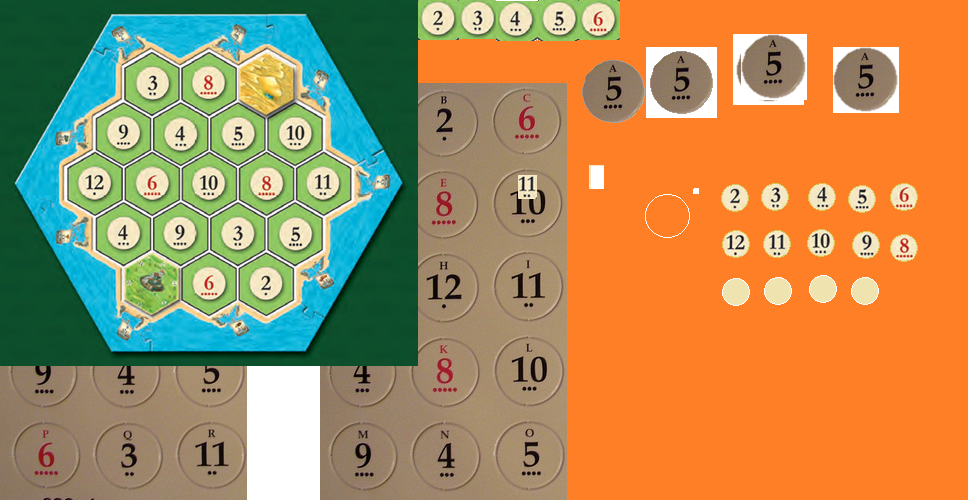 2 3 4 5 6
3 8
9 4 5 10
12 6 10 8 11
4 9 3 5
6 2
A
5
A
5
A
5
A
5
B C
2 6
E
8 10
11
H I
12 11
K L
4 8 10
M N O
9 4 5
9 4 5
P Q R
6 3 11
2 3 4 5 6
12 11 10 9 8